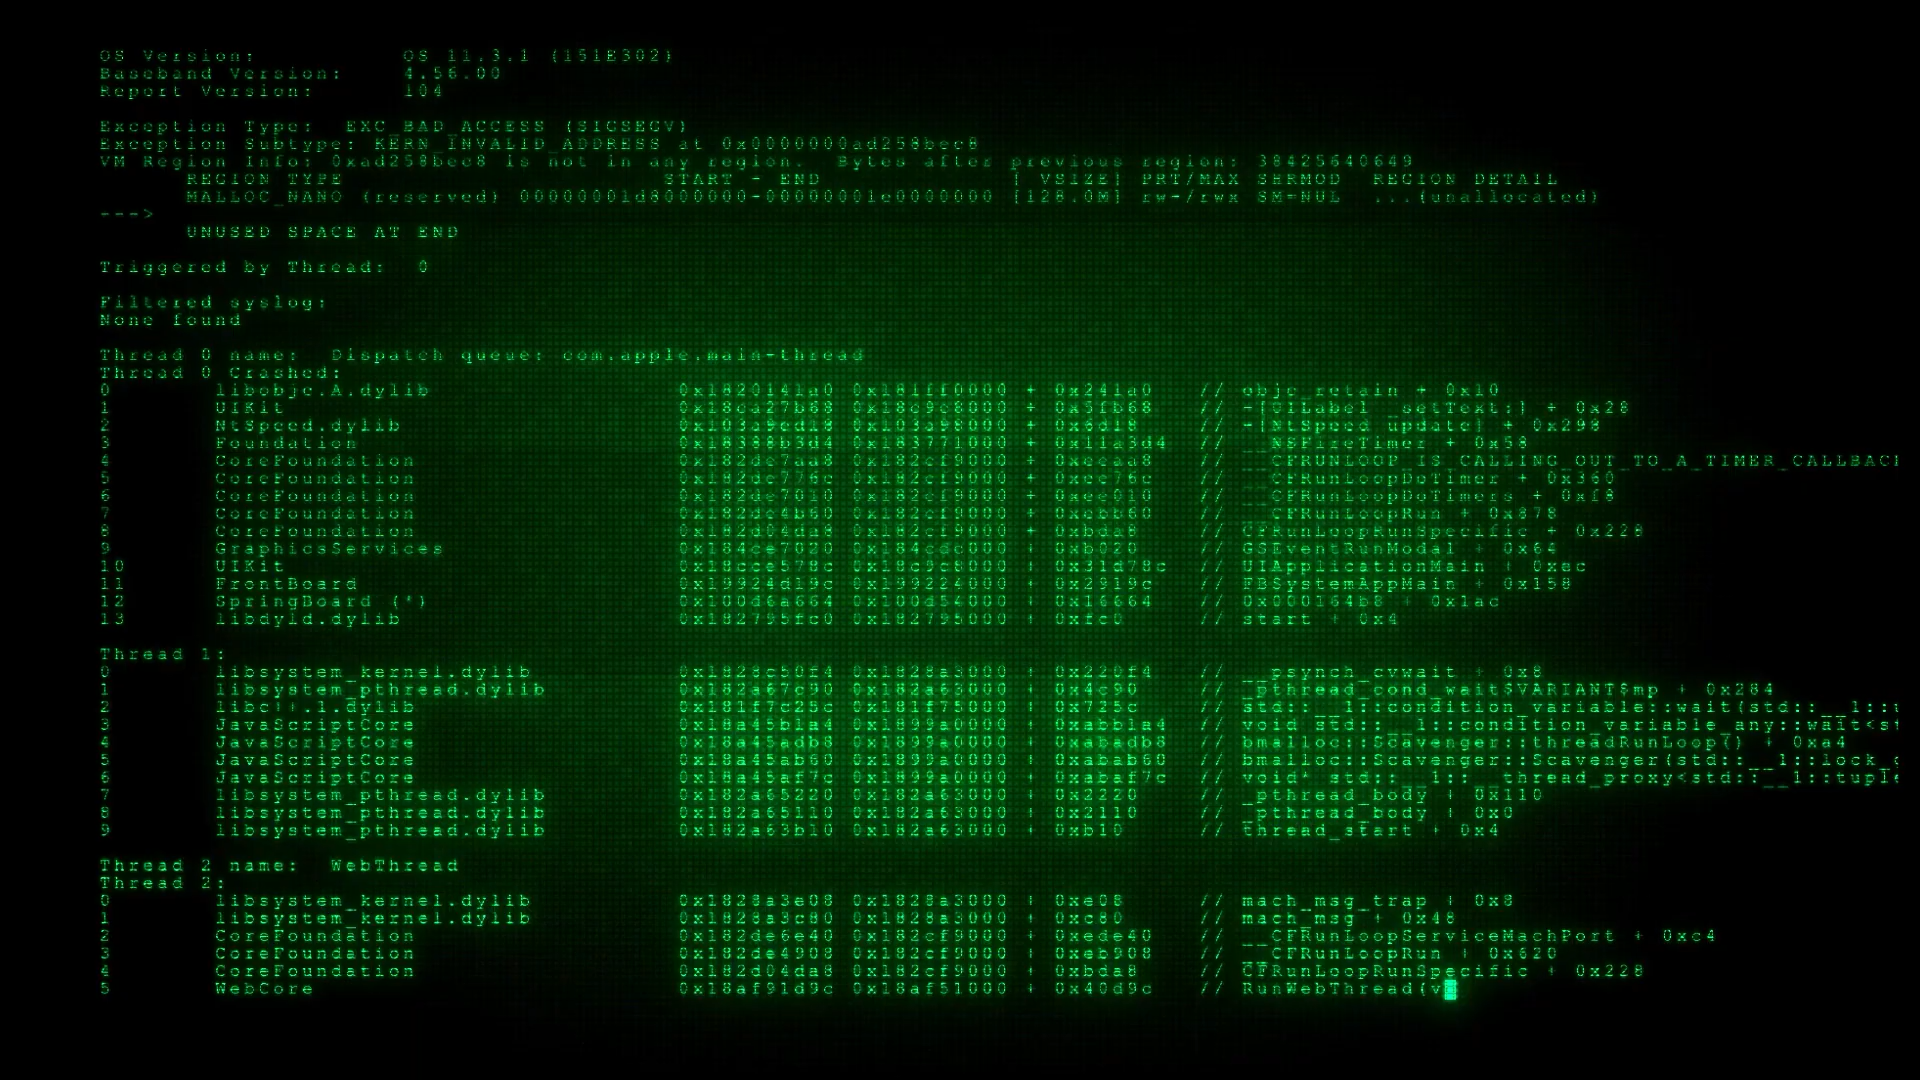 OS Version:          OS 11.3.1 (151E302)
Baseband Version:    4.56.00
Report Version:      104
Exception Type:  EXC_BAD_ACCESS (SIGSEGV)
Exception Subtype: KERN_INVALID_ADDRESS at 0x0000000ad258bec8
VM Region Info: 0xad258bec8 is not in any region.  Bytes after previous region: 38425640649
REGION TYPE                      START - END             [ VSIZE] PRT/MAX SHRMOD  REGION DETAIL
MALLOC_NANO (reserved) 00000001d8000000-00000001e0000000 [128.0M] rw-/rwx SM=NUL  ...(unallocated)
--->
UNUSED SPACE AT END
Triggered by Thread:  0
Filtered syslog:
None found
Thread 0 name:  Dispatch queue: com.apple.main-thread
Thread 0 Crashed:
0       libobjc.A.dylib                 0x1820141a0 0x181ff0000 + 0x241a0   // objc_retain + 0x10
1       UIKit                           0x18ca27b68 0x18c9c8000 + 0x5fb68   // -[UILabel _setText:] + 0x28
2       NtSpeed.dylib                   0x103a9ed18 0x103a98000 + 0x6d18    // -[NtSpeed update] + 0x298
3       Foundation                      0x18388b3d4 0x183771000 + 0x11a3d4  // __NSFireTimer + 0x58
4       CoreFoundation                  0x182de7aa8 0x182cf9000 + 0xeeaa8   // __CFRUNLOOP_IS_CALLING_OUT_TO_A_TIMER_CALLBACK
5       CoreFoundation                  0x182de776c 0x182cf9000 + 0xee76c   // __CFRunLoopDoTimer + 0x360
6       CoreFoundation                  0x182de7010 0x182cf9000 + 0xee010   // __CFRunLoopDoTimers + 0xf8
7       CoreFoundation                  0x182de4b60 0x182cf9000 + 0xebb60   // __CFRunLoopRun + 0x878
8       CoreFoundation                  0x182d04da8 0x182cf9000 + 0xbda8    // CFRunLoopRunSpecific + 0x228
9       GraphicsServices                0x184ce7020 0x184cdc000 + 0xb020    // GSEventRunModal + 0x64
10      UIKit                           0x18cce578c 0x18c9c8000 + 0x31d78c  // UIApplicationMain + 0xec
11      FrontBoard                      0x19924d19c 0x199224000 + 0x2919c   // FBSystemAppMain + 0x158
12      SpringBoard (*)                 0x100d6a664 0x100d54000 + 0x16664   // 0x000164b8 + 0x1ac
13      libdyld.dylib                   0x182795fc0 0x182795000 + 0xfc0     // start + 0x4
Thread 1:
0       libsystem_kernel.dylib          0x1828c50f4 0x1828a3000 + 0x220f4   // __psynch_cvwait + 0x8
1       libsystem_pthread.dylib         0x182a67c90 0x182a63000 + 0x4c90    // _pthread_cond_wait$VARIANT$mp + 0x284
2       libc++.1.dylib                  0x181f7c25c 0x181f75000 + 0x725c    // std::__1::condition_variable::wait(std::__1::u
3       JavaScriptCore                  0x18a45b1a4 0x1899a0000 + 0xabb1a4  // void std::__1::condition_variable_any::wait<st
4       JavaScriptCore                  0x18a45adb8 0x1899a0000 + 0xabadb8  // bmalloc::Scavenger::threadRunLoop() + 0xa4
5       JavaScriptCore                  0x18a45ab60 0x1899a0000 + 0xabab60  // bmalloc::Scavenger::Scavenger(std::__1::lock_g
6       JavaScriptCore                  0x18a45af7c 0x1899a0000 + 0xabaf7c  // void* std::__1::__thread_proxy<std::__1::tuple
7       libsystem_pthread.dylib         0x182a65220 0x182a63000 + 0x2220    // _pthread_body + 0x110
8       libsystem_pthread.dylib         0x182a65110 0x182a63000 + 0x2110    // _pthread_body + 0x0
9       libsystem_pthread.dylib         0x182a63b10 0x182a63000 + 0xb10     // thread_start + 0x4
Thread 2 name:  WebThread
Thread 2:
0       libsystem_kernel.dylib          0x1828a3e08 0x1828a3000 + 0xe08     // mach_msg_trap + 0x8
1       libsystem_kernel.dylib          0x1828a3c80 0x1828a3000 + 0xc80     // mach_msg + 0x48
2       CoreFoundation                  0x182de6e40 0x182cf9000 + 0xede40   // __CFRunLoopServiceMachPort + 0xc4
3       CoreFoundation                  0x182de4908 0x182cf9000 + 0xeb908   // __CFRunLoopRun + 0x620
4       CoreFoundation                  0x182d04da8 0x182cf9000 + 0xbda8    // CFRunLoopRunSpecific + 0x228
5       WebCore                         0x18af91d9c 0x18af51000 + 0x40d9c   // RunWebThread(v